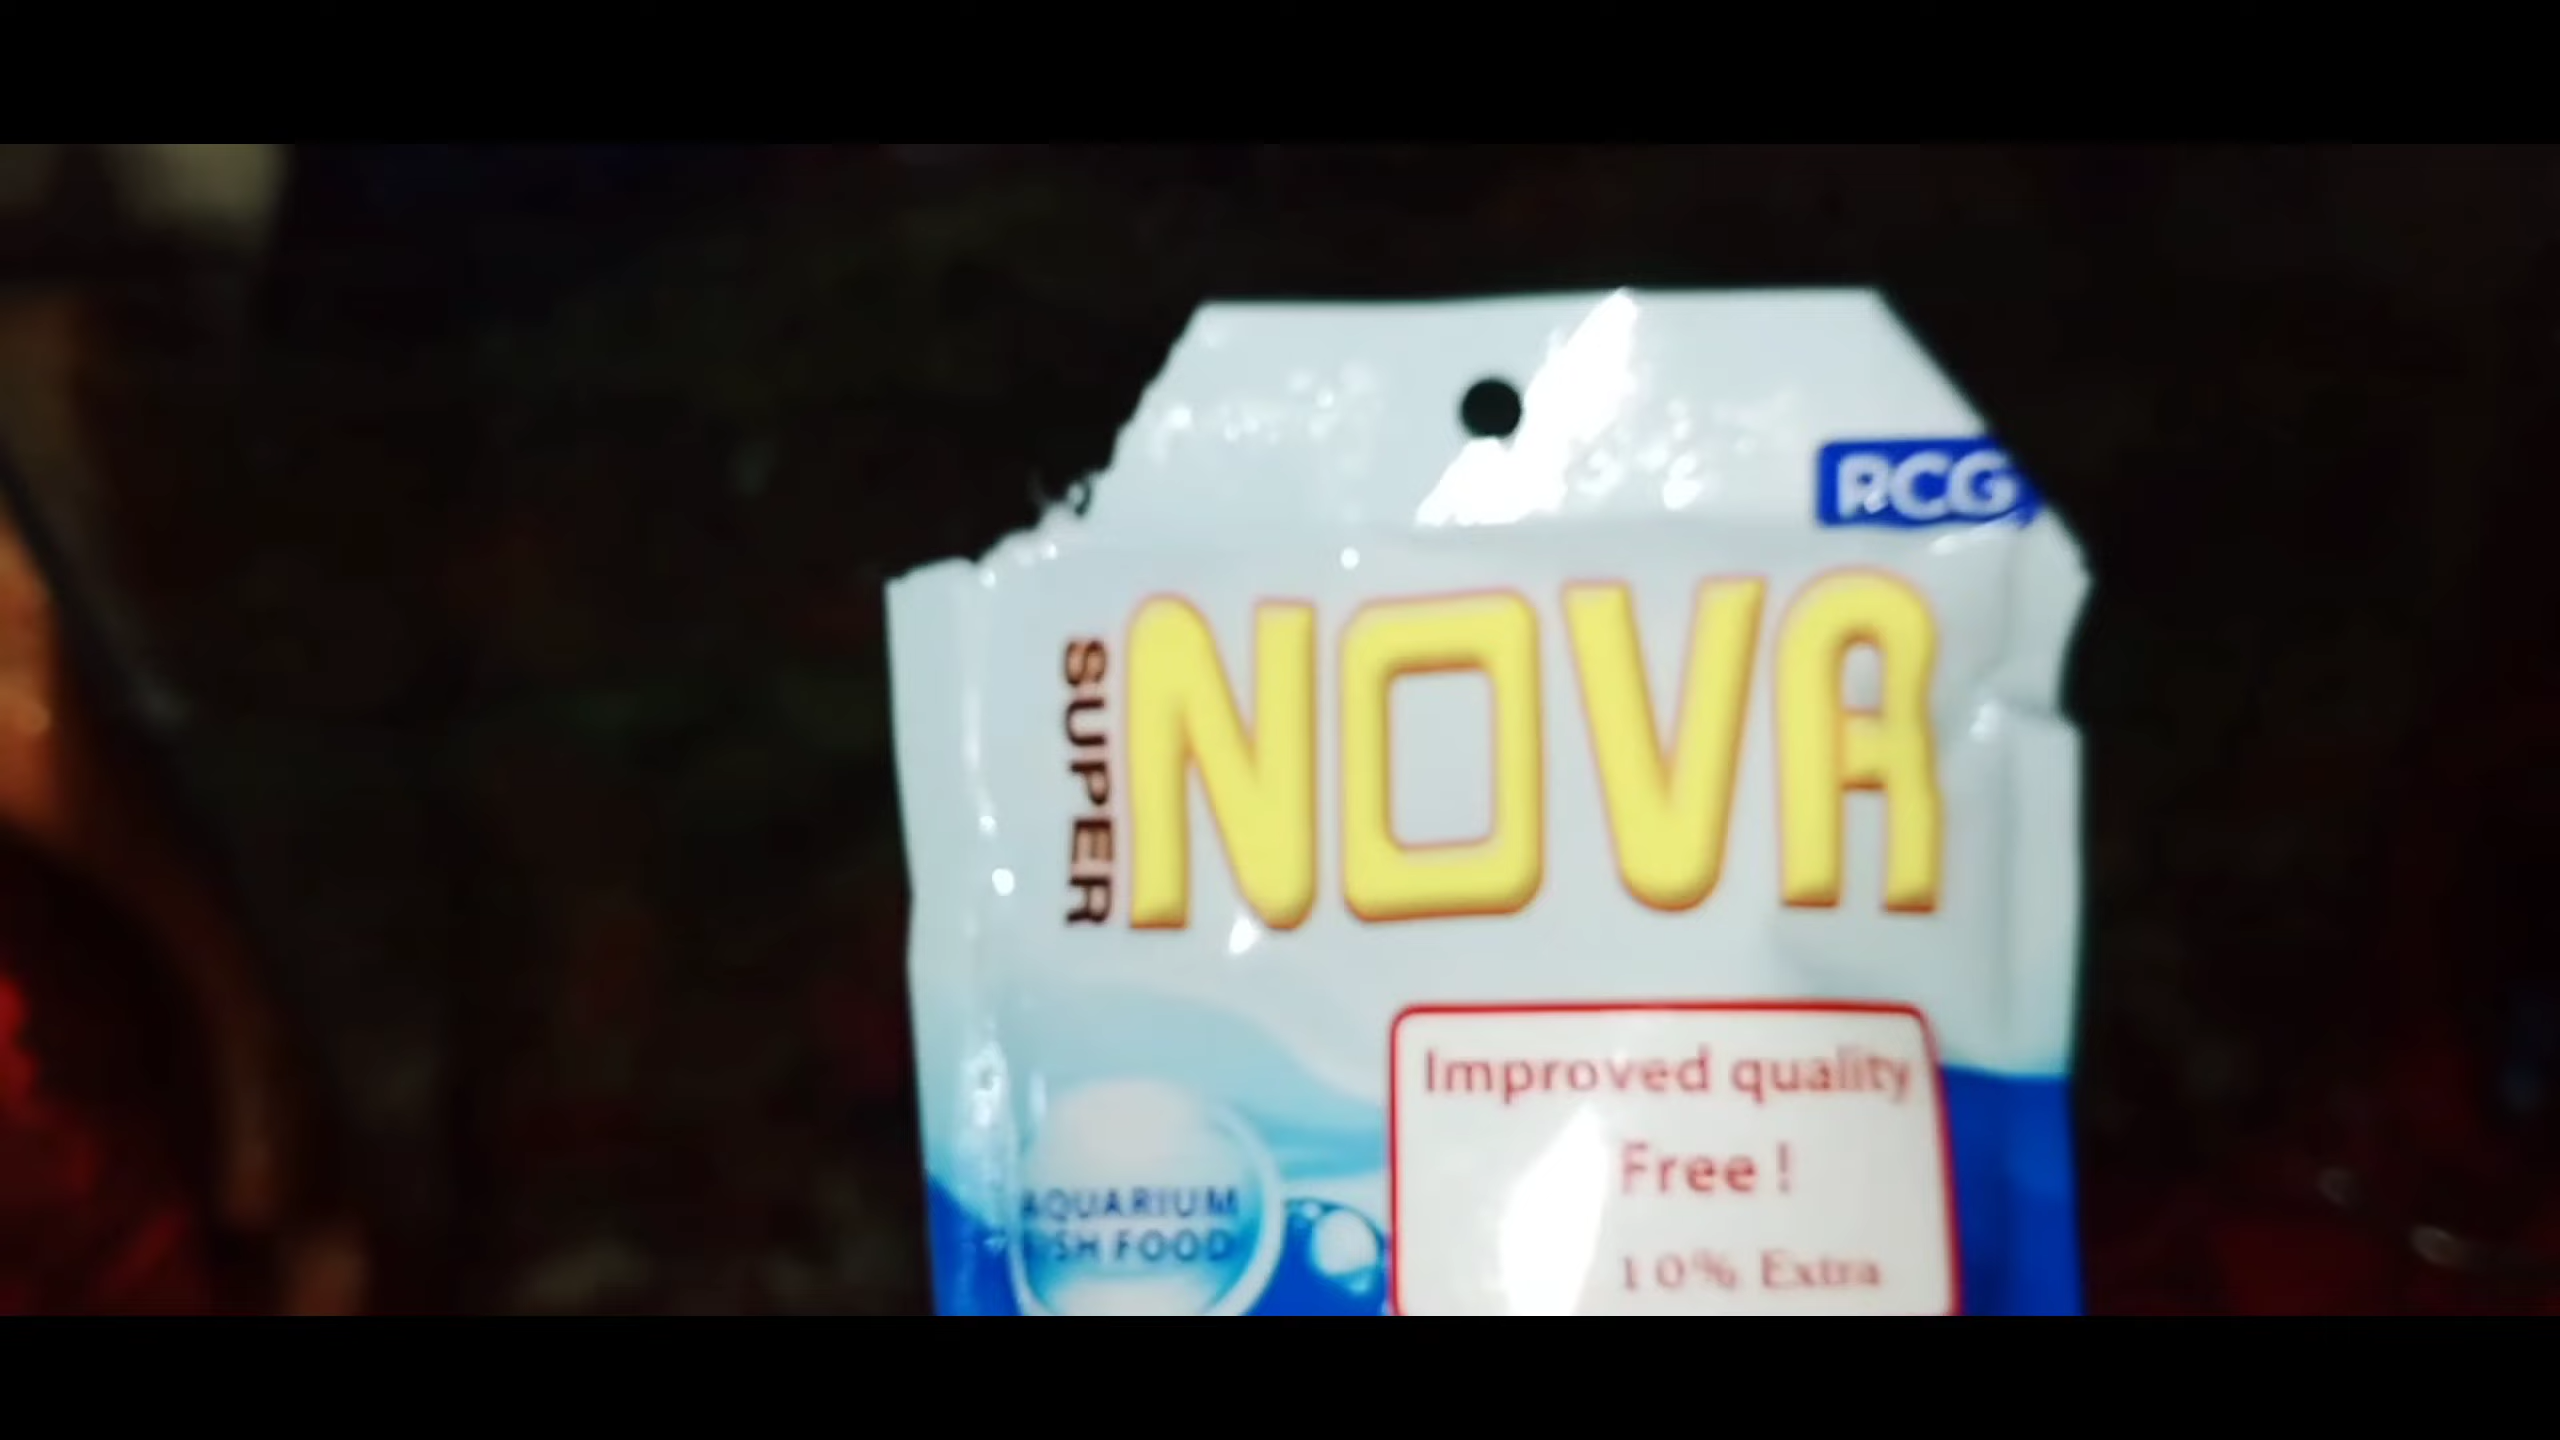 RCG
SUPER
NOVA
Improved quality
Free !
10% Extra
AQUARIUM
FISH FOOD